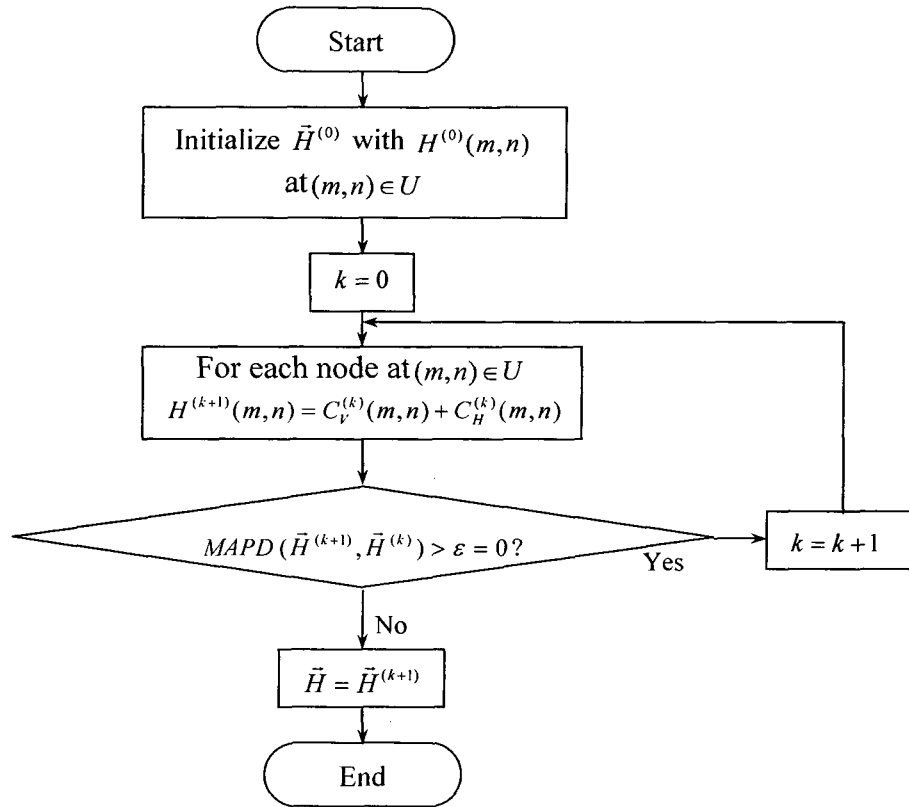 Start
Initialize $\vec{H}^{(0)}$ with $H^{(0)}(m,n)$
at $(m,n) \in U$
$k = 0$
For each node at $(m,n) \in U$
$H^{(k+1)}(m,n) = C_V^{(k)}(m,n) + C_H^{(k)}(m,n)$
$MAPD(\vec{H}^{(k+1)}, \vec{H}^{(k)}) > \varepsilon = 0?$
Yes
$k = k+1$
No
$\vec{H} = \vec{H}^{(k+1)}$
End